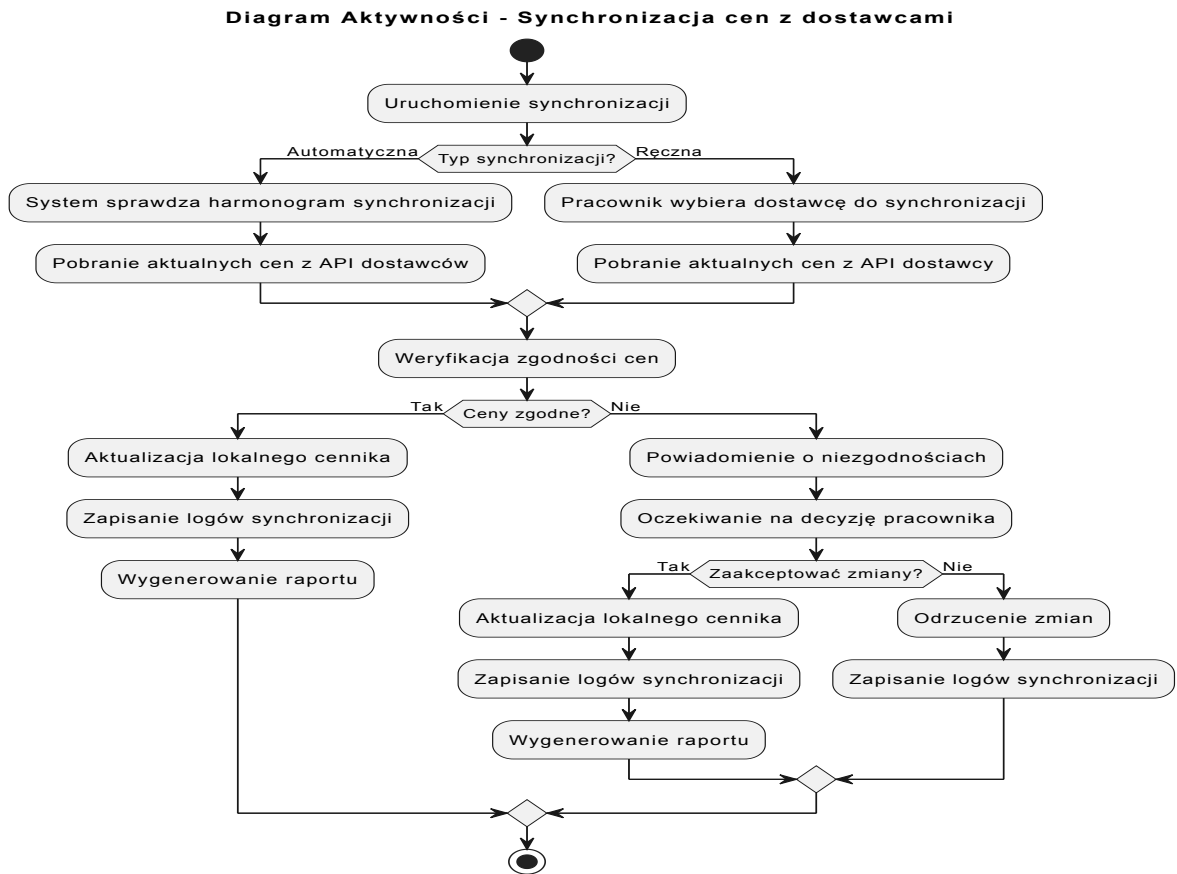 Diagram Aktywności - Synchronizacja cen z dostawcami
Uruchomienie synchronizacji
Automatyczna
Typ synchronizacji?
Ręczna
System sprawdza harmonogram synchronizacji
Pracownik wybiera dostawcę do synchronizacji
Pobranie aktualnych cen z API dostawców
Pobranie aktualnych cen z API dostawcy
Weryfikacja zgodności cen
Tak
Ceny zgodne?
Nie
Aktualizacja lokalnego cennika
Powiadomienie o niezgodnościach
Zapisanie logów synchronizacji
Oczekiwanie na decyzję pracownika
Wygenerowanie raportu
Tak
Zaakceptować zmiany?
Nie
Aktualizacja lokalnego cennika
Odrzucenie zmian
Zapisanie logów synchronizacji
Zapisanie logów synchronizacji
Wygenerowanie raportu